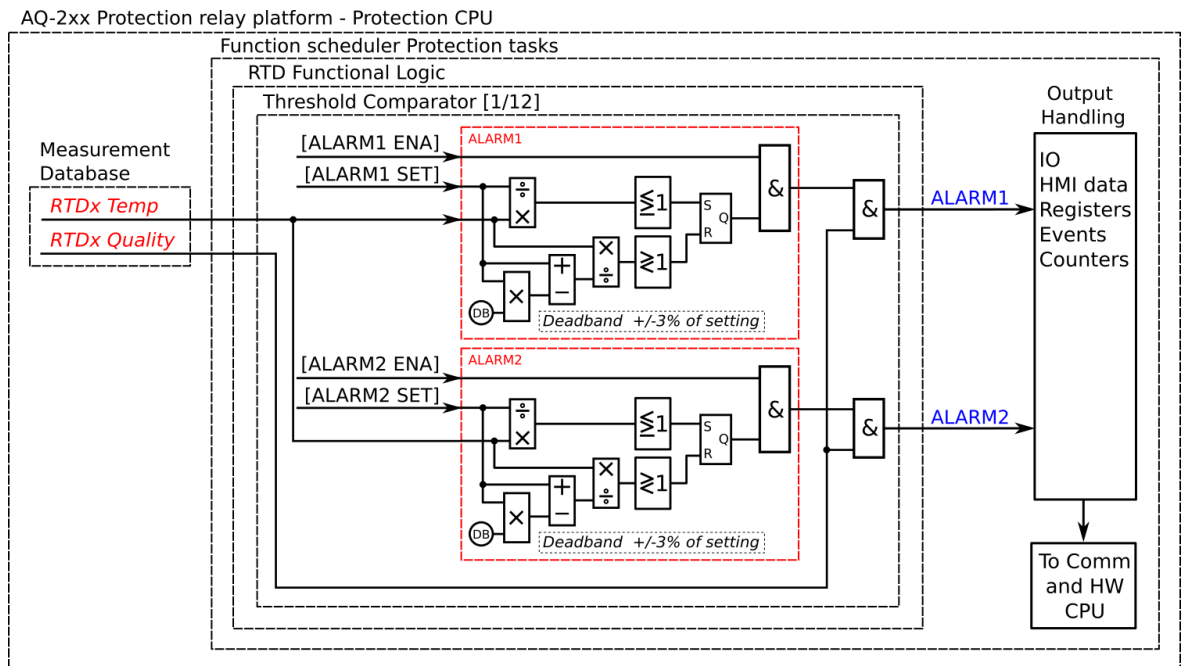 AQ-2xx Protection relay platform - Protection CPU
Function scheduler Protection tasks
RTD Functional Logic
Threshold Comparator [1/12]
Measurement
Database
RTDx Temp
RTDx Quality
[ALARM1 ENA]
[ALARM1 SET]
ALARM1
÷
×
≶1
S
Q
R
&
×
÷
≷1
+
−
×
DB
Deadband +/-3% of setting
&
ALARM1
[ALARM2 ENA]
[ALARM2 SET]
ALARM2
÷
×
≶1
S
Q
R
&
×
÷
≷1
+
−
×
DB
Deadband +/-3% of setting
&
ALARM2
Output
Handling
IO
HMI data
Registers
Events
Counters
To Comm
and HW
CPU